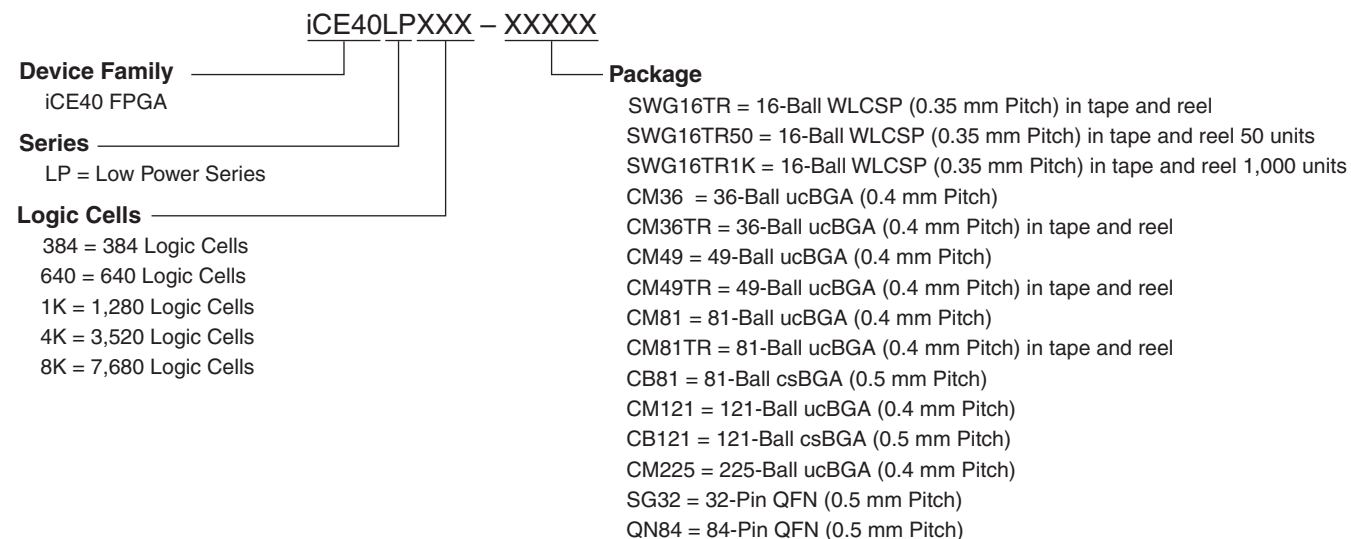 iCE40LPXXX – XXXXX
Device Family
iCE40 FPGA
Series
LP = Low Power Series
Logic Cells
384 = 384 Logic Cells
640 = 640 Logic Cells
1K = 1,280 Logic Cells
4K = 3,520 Logic Cells
8K = 7,680 Logic Cells
Package
SWG16TR = 16-Ball WLCSP (0.35 mm Pitch) in tape and reel
SWG16TR50 = 16-Ball WLCSP (0.35 mm Pitch) in tape and reel 50 units
SWG16TR1K = 16-Ball WLCSP (0.35 mm Pitch) in tape and reel 1,000 units
CM36 = 36-Ball ucBGA (0.4 mm Pitch)
CM36TR = 36-Ball ucBGA (0.4 mm Pitch) in tape and reel
CM49 = 49-Ball ucBGA (0.4 mm Pitch)
CM49TR = 49-Ball ucBGA (0.4 mm Pitch) in tape and reel
CM81 = 81-Ball ucBGA (0.4 mm Pitch)
CM81TR = 81-Ball ucBGA (0.4 mm Pitch) in tape and reel
CB81 = 81-Ball csBGA (0.5 mm Pitch)
CM121 = 121-Ball ucBGA (0.4 mm Pitch)
CB121 = 121-Ball csBGA (0.5 mm Pitch)
CM225 = 225-Ball ucBGA (0.4 mm Pitch)
SG32 = 32-Pin QFN (0.5 mm Pitch)
QN84 = 84-Pin QFN (0.5 mm Pitch)